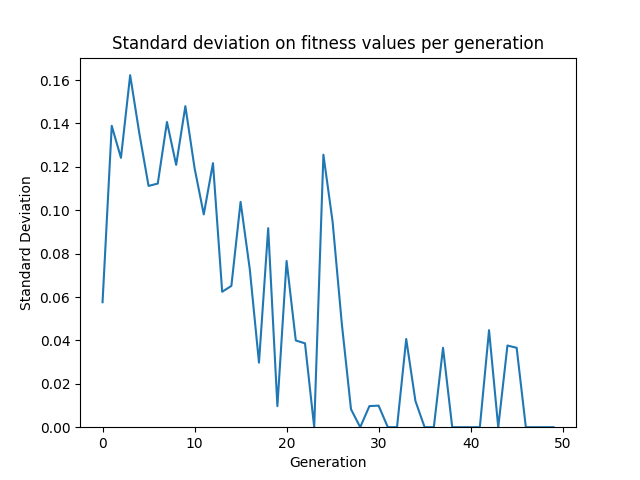 Standard deviation on fitness values per generation
Standard Deviation
0.16
0.14
0.12
0.10
0.08
0.06
0.04
0.02
0.00
0 10 20 30 40 50
Generation